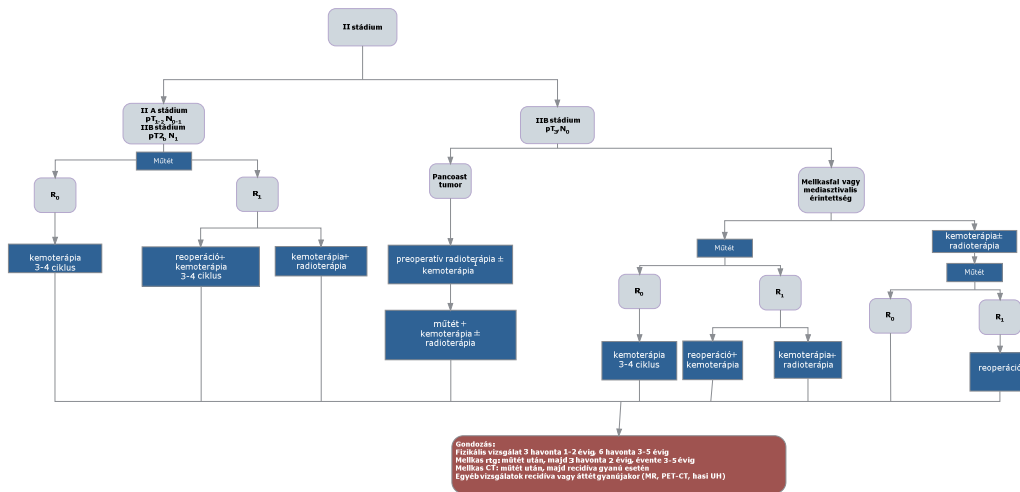 II stádium
II A stádium
pT1-2, N0-1
IIB stádium
pT2b N1
IIB stádium
pT3, N0
Műtét
Pancoast
tumor
Mellkasfal vagy
mediasztivalis
érintettség
R0
R1
kemoterápia
3-4 ciklus
reoperáció+
kemoterápia
3-4 ciklus
kemoterápia+
radioterápia
preoperatív radioterápia ±
kemoterápia
műtét +
kemoterápia ±
radioterápia
Műtét
kemoterápia±
radioterápia
Műtét
R0
R1
R0
R1
kemoterápia
3-4 ciklus
reoperáció+
kemoterápia
kemoterápia+
radioterápia
reoperáció
Gondozás:
Fizikális vizsgálat 3 havonta 1-2 évig, 6 havonta 3-5 évig
Mellkas rtg: műtét után, majd 3 havonta 2 évig, évente 3-5 évig
Mellkas CT: műtét után, majd recidíva gyanú esetén
Egyéb vizsgálatok recidíva vagy áttét gyanújakor (MR, PET-CT, hasi UH)